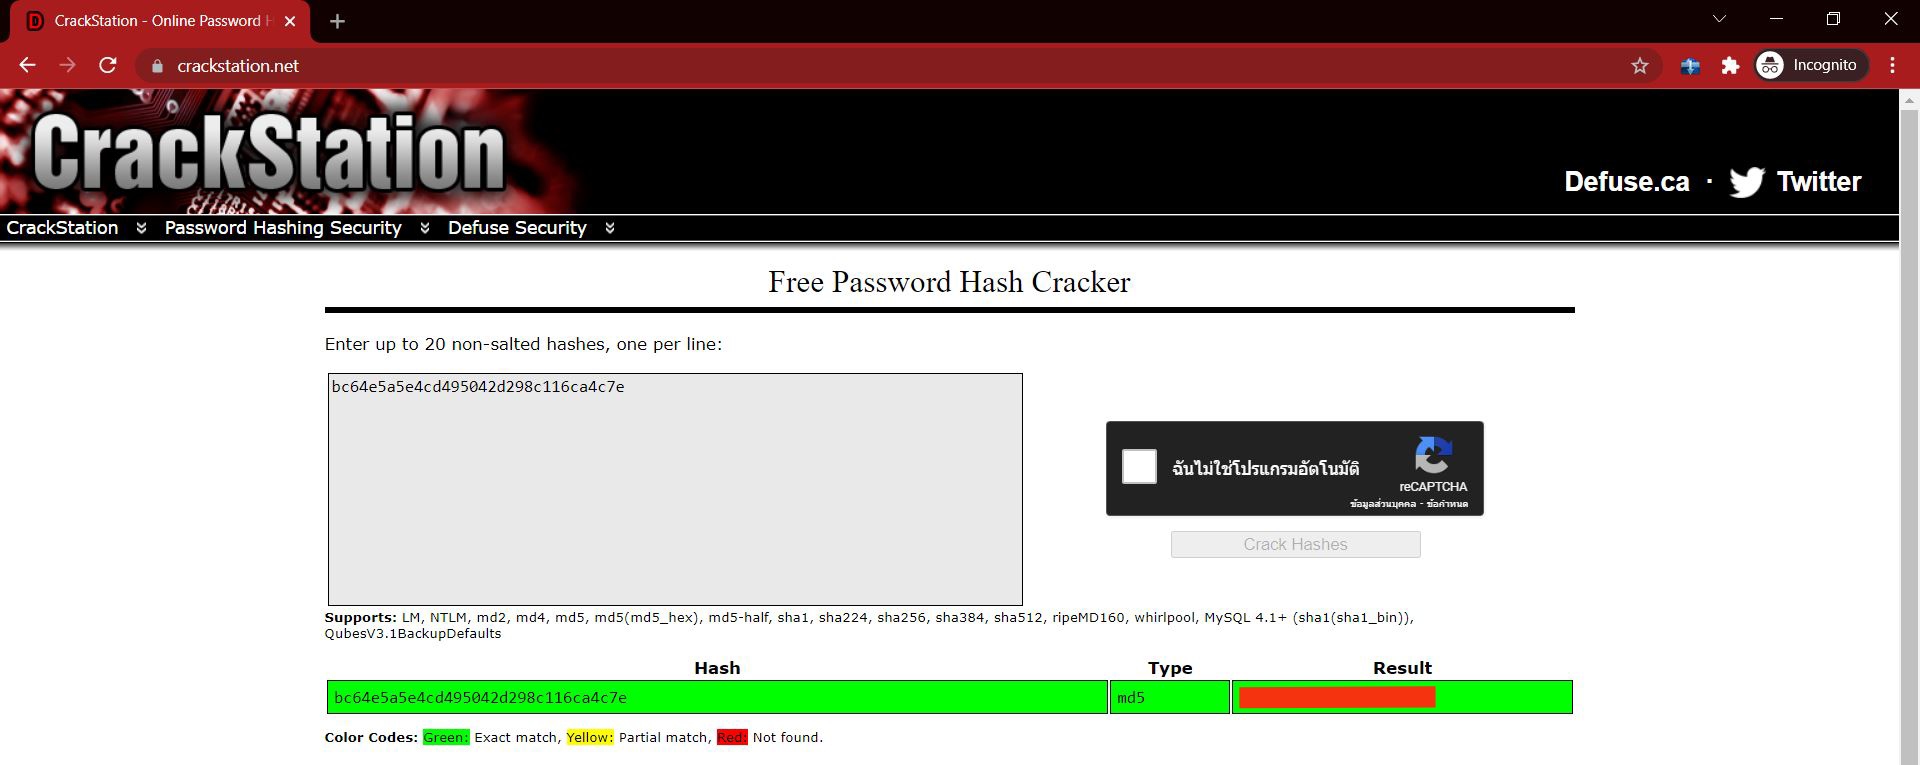 CrackStation - Online Password H
crackstation.net
Incognito
CrackStation
Defuse.ca · Twitter
CrackStation Password Hashing Security Defuse Security
Free Password Hash Cracker
Enter up to 20 non-salted hashes, one per line:
bc64e5a5e4cd495042d298c116ca4c7e
ฉันไม่ใช่โปรแกรมอัตโนมัติ
reCAPTCHA
ข้อมูลส่วนบุคคล - ข้อกำหนด
Crack Hashes
Supports: LM, NTLM, md2, md4, md5, md5(md5_hex), md5-half, sha1, sha224, sha256, sha384, sha512, ripeMD160, whirlpool, MySQL 4.1+ (sha1(sha1_bin)),
QubesV3.1BackupDefaults
Hash Type Result
bc64e5a5e4cd495042d298c116ca4c7e md5
Color Codes: Green: Exact match, Yellow: Partial match, Red: Not found.